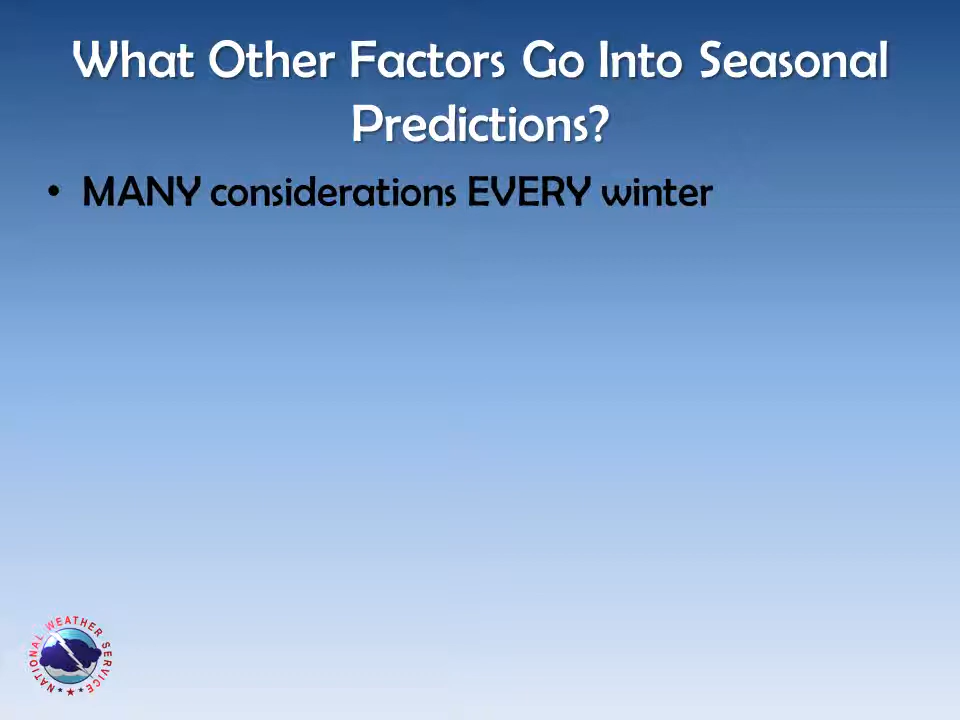 What Other Factors Go Into Seasonal
Predictions?
• MANY considerations EVERY winter
NATIONAL WEATHER SERVICE